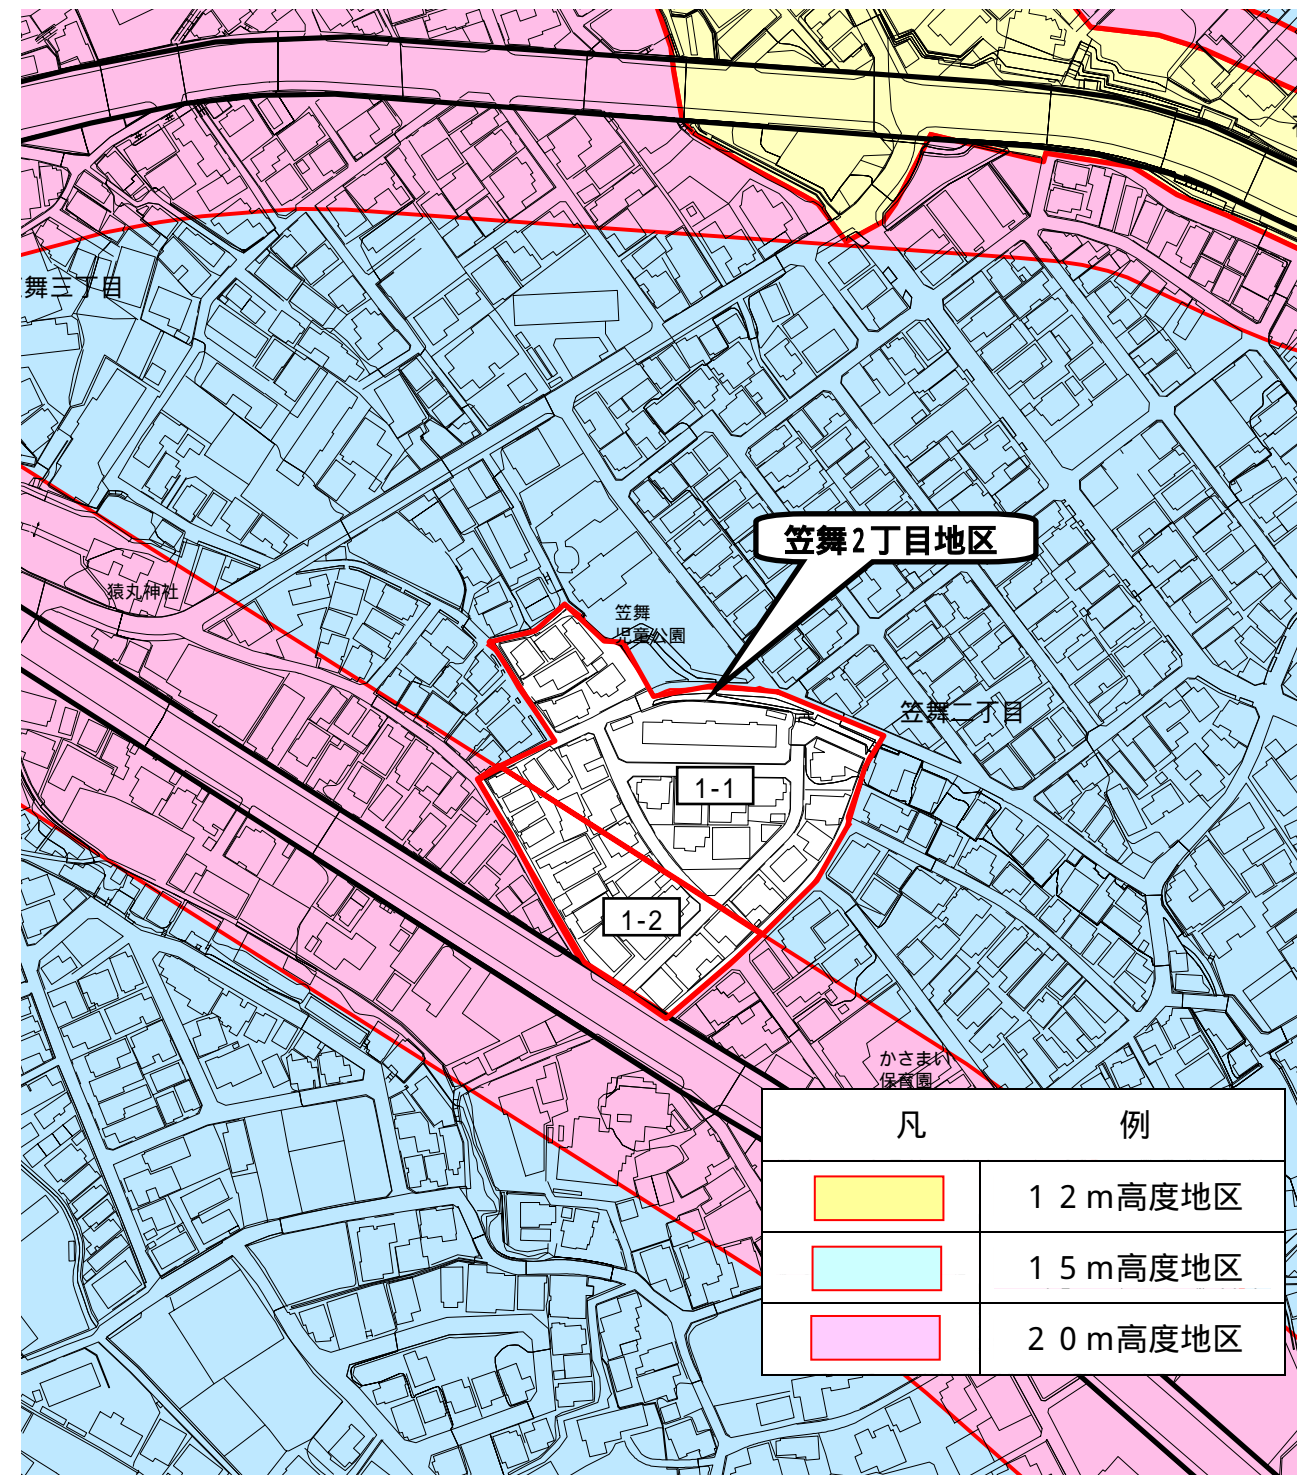 舞三丁目
笠舞2丁目地区
猿丸神社
笠舞
児童公園
笠舞二丁目
1-1
1-2
かさまい
保育園
凡例
12m高度地区
15m高度地区
20m高度地区